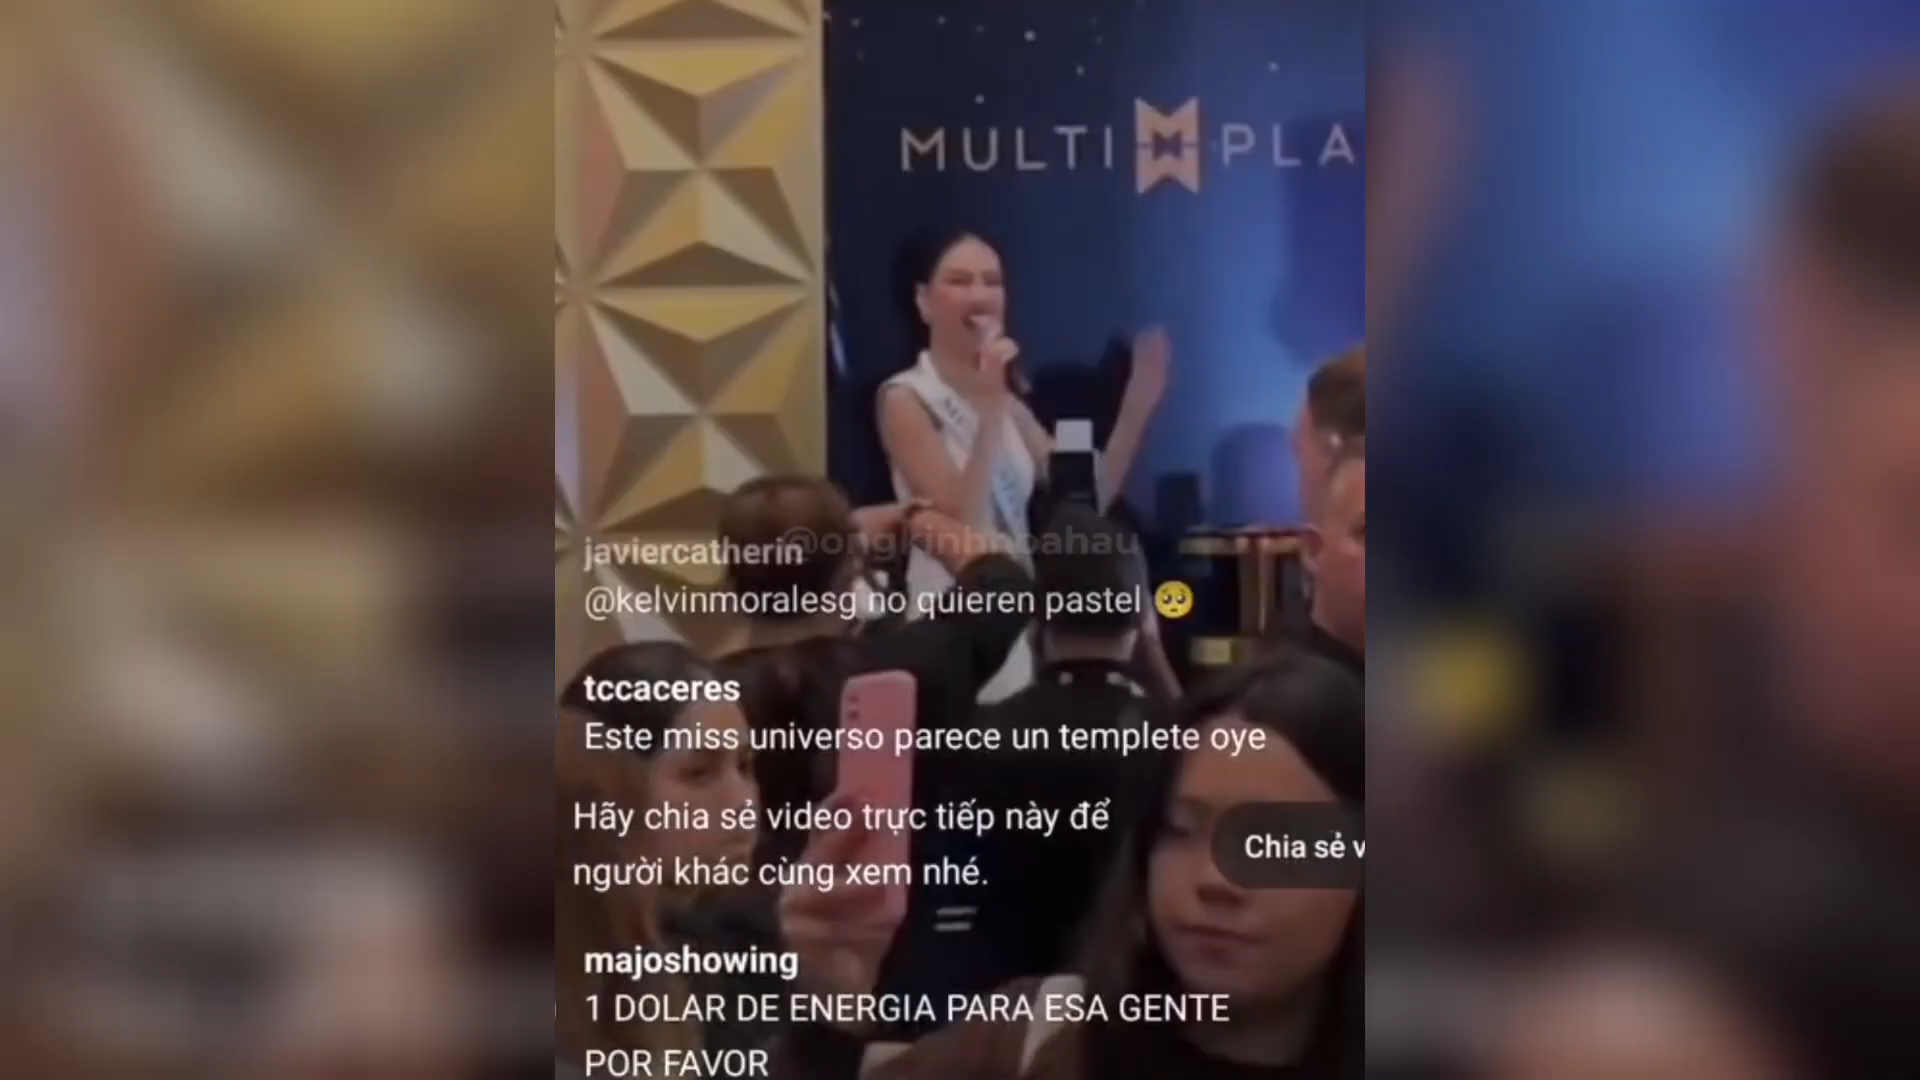 MULTI PLA
@ongkinhhoahau
javiercatherin
@kelvinmoralesg no quieren pastel 🥺
tccaceres
Este miss universo parece un templete oye
Hãy chia sẻ video trực tiếp này để
người khác cùng xem nhé.
Chia sẻ v
majoshowing
1 DOLAR DE ENERGIA PARA ESA GENTE
POR FAVOR